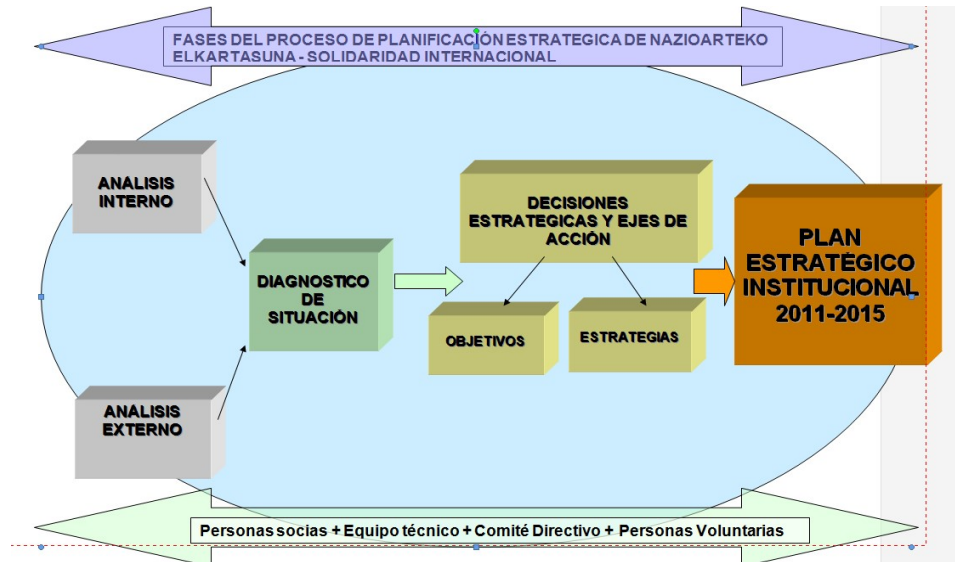 FASES DEL PROCESO DE PLANIFICACIÓN ESTRATEGICA DE NAZIOARTEKO
ELKARTASUNA - SOLIDARIDAD INTERNACIONAL
ANALISIS
INTERNO
DECISIONES
ESTRATEGICAS Y EJES DE
ACCIÓN
PLAN
ESTRATÉGICO
INSTITUCIONAL
2011-2015
DIAGNOSTICO
DE
SITUACIÓN
OBJETIVOS
ESTRATEGIAS
ANÁLISIS
EXTERNO
Personas socias + Equipo técnico + Comité Directivo + Personas Voluntarias